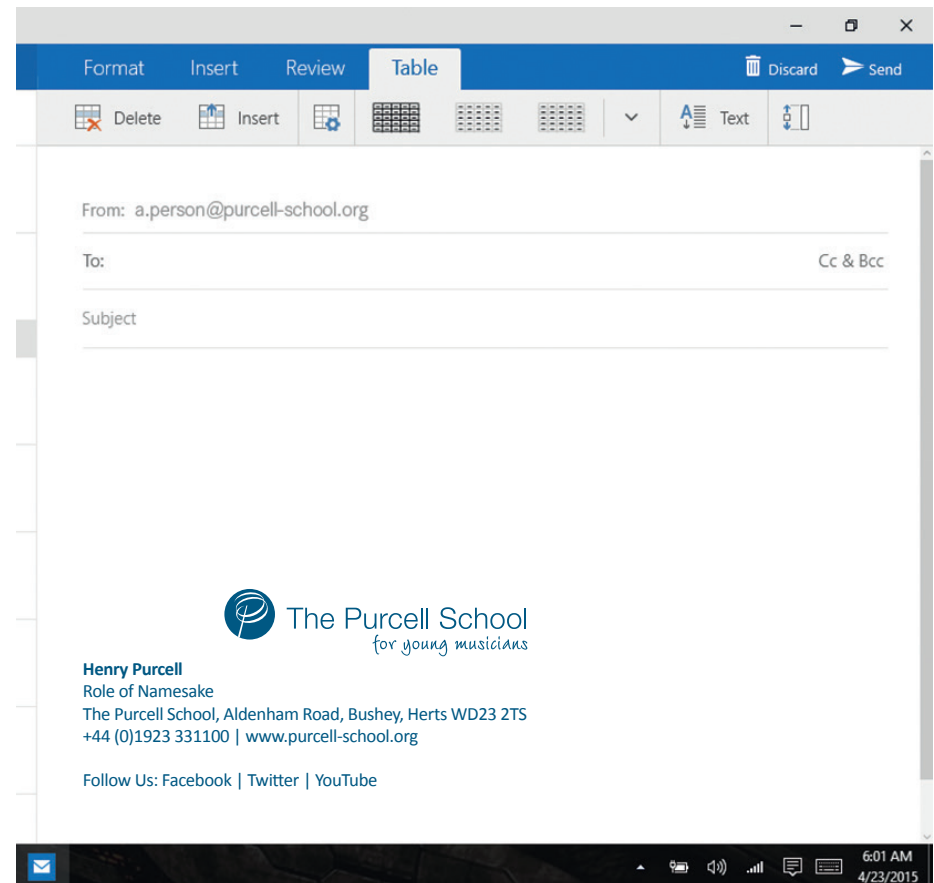 Format Insert Review Table Discard Send
Delete Insert Text
From: a.person@purcell-school.org
To: Cc & Bcc
Subject
The Purcell School
for young musicians
Henry Purcell
Role of Namesake
The Purcell School, Aldenham Road, Bushey, Herts WD23 2TS
+44 (0)1923 331100 | www.purcell-school.org
Follow Us: Facebook | Twitter | YouTube
6:01 AM
4/23/2015